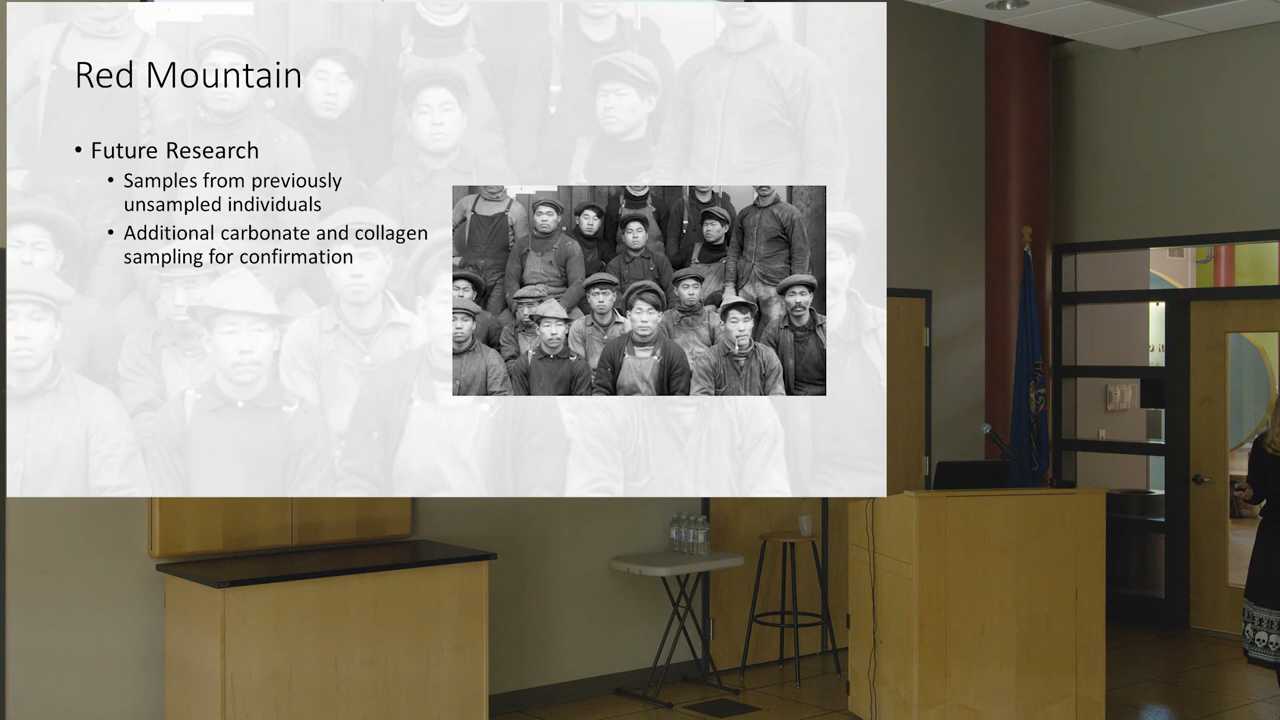 Red Mountain
• Future Research
• Samples from previously
unsampled individuals
• Additional carbonate and collagen
sampling for confirmation